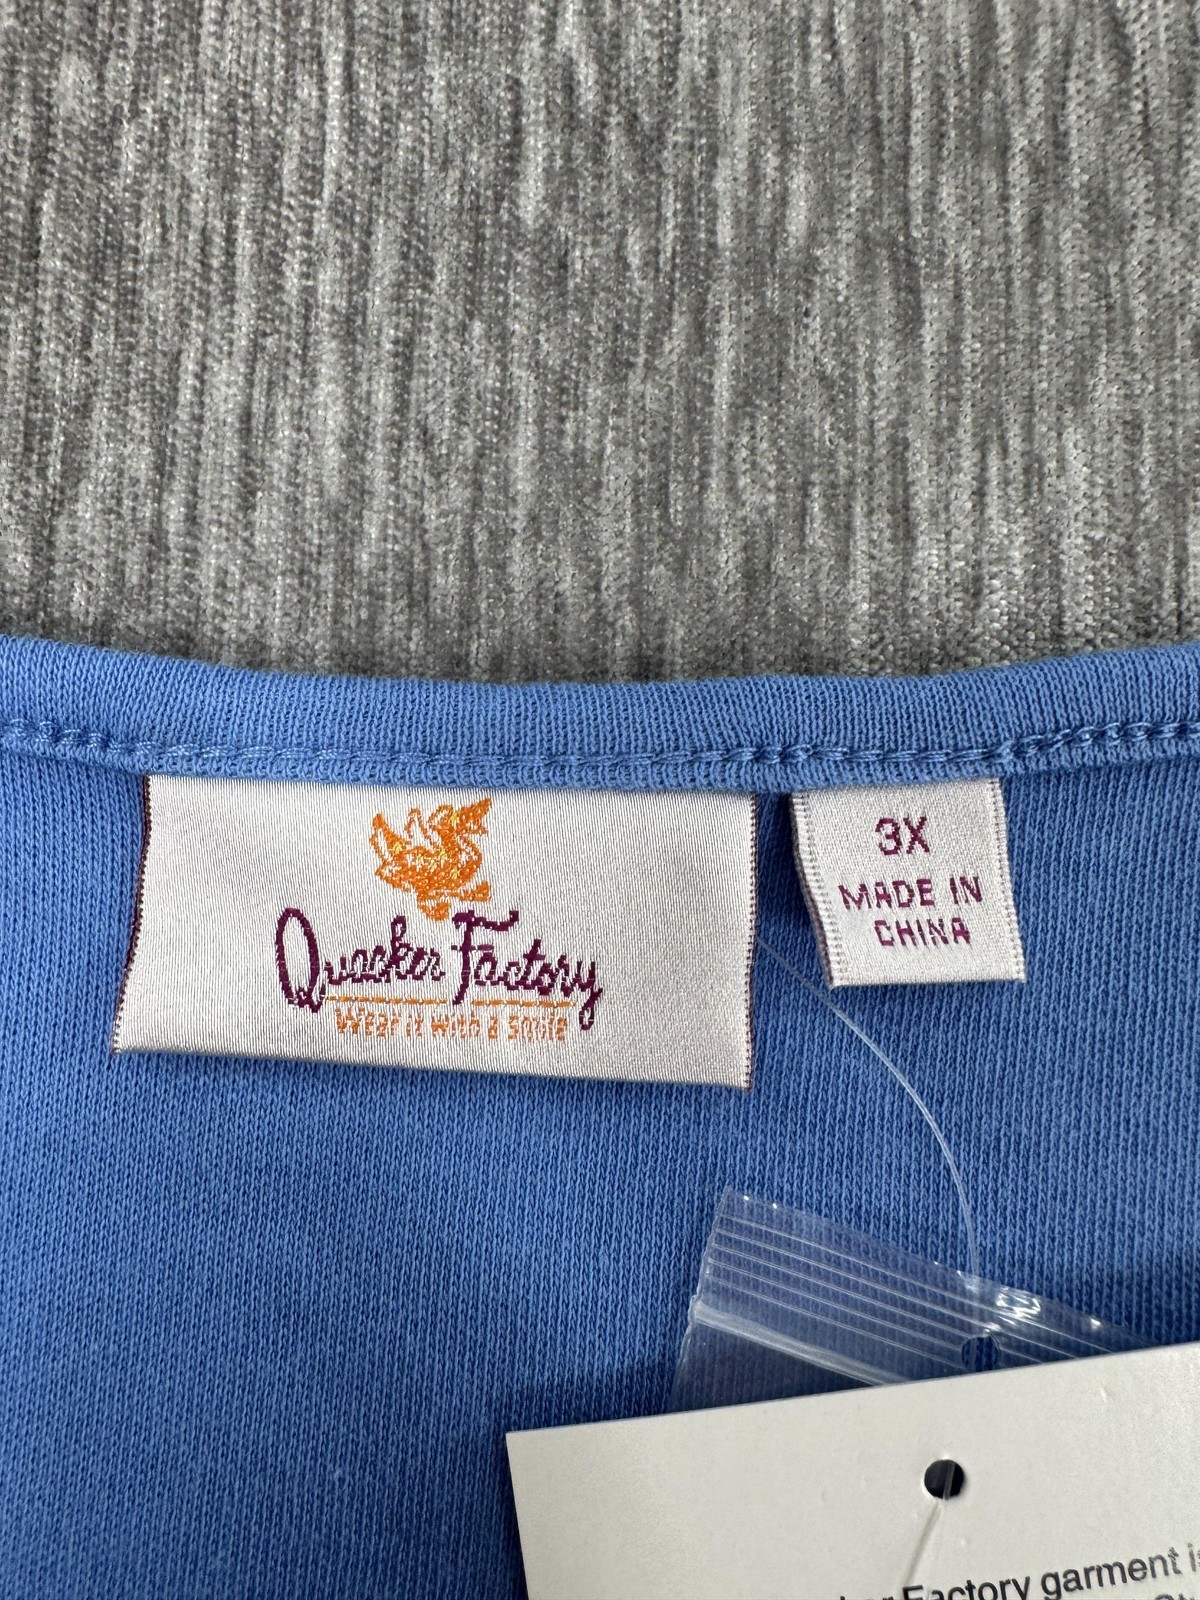 Quacker Factory
Wear it with a smile
3X
MADE IN
CHINA
Factory garment